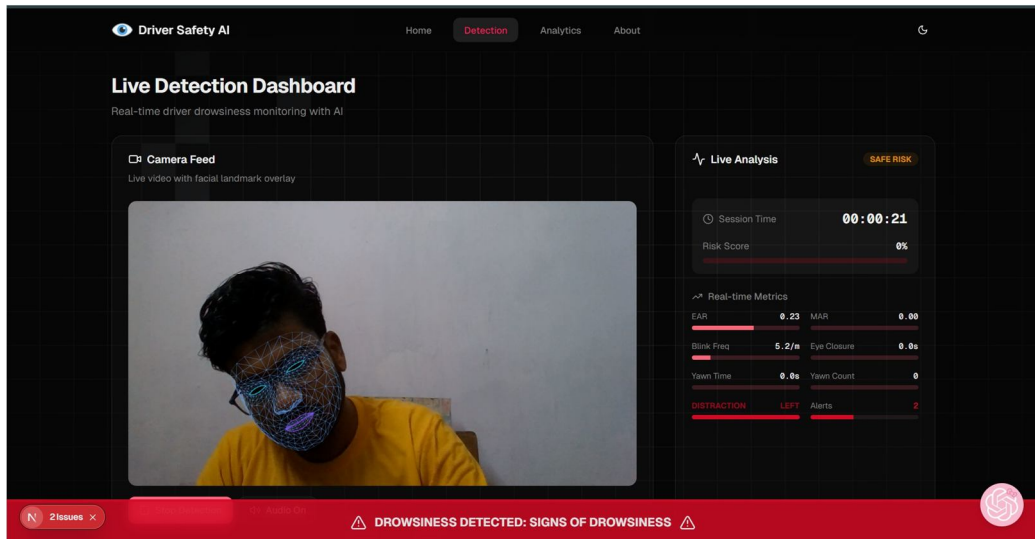 Driver Safety AI
Home
Detection
Analytics
About
Live Detection Dashboard
Real-time driver drowsiness monitoring with AI
Camera Feed
Live video with facial landmark overlay
Live Analysis
SAFE RISK
Session Time 00:00:21
Risk Score 0%
Real-time Metrics
EAR 0.23 MAR 0.00
Blink Freq 5.2/m Eye Closure 0.0s
Yawn Time 0.0s Yawn Count 0
DISTRACTION LEFT Alerts 2
Audio On
N 2 Issues ×
DROWSINESS DETECTED: SIGNS OF DROWSINESS